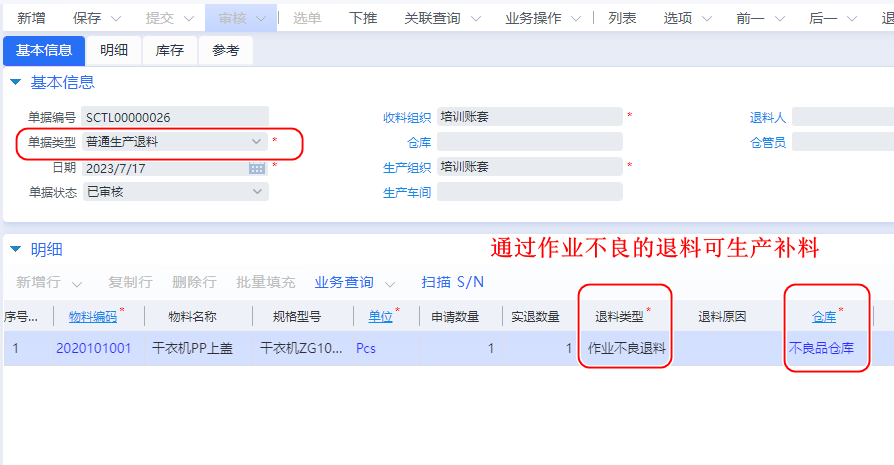 新增 保存 提交 审核 选单 下推 关联查询 业务操作 列表 选项 前一 后一 退
基本信息 明细 库存 参考
基本信息
单据编号 SCTL00000026 收料组织 培训账套 * 退料人
单据类型 普通生产退料 * 仓库 仓管员
日期 2023/7/17 * 生产组织 培训账套 *
单据状态 已审核 生产车间
明细 通过作业不良的退料可生产补料
新增行 复制行 删除行 批量填充 业务查询 扫描 S/N
序号... 物料编码* 物料名称 规格型号 单位* 申请数量 实退数量 退料类型* 退料原因 仓库*
1 2020101001 干衣机PP上盖 干衣机ZG10... Pcs 1 1 作业不良退料 不良品仓库